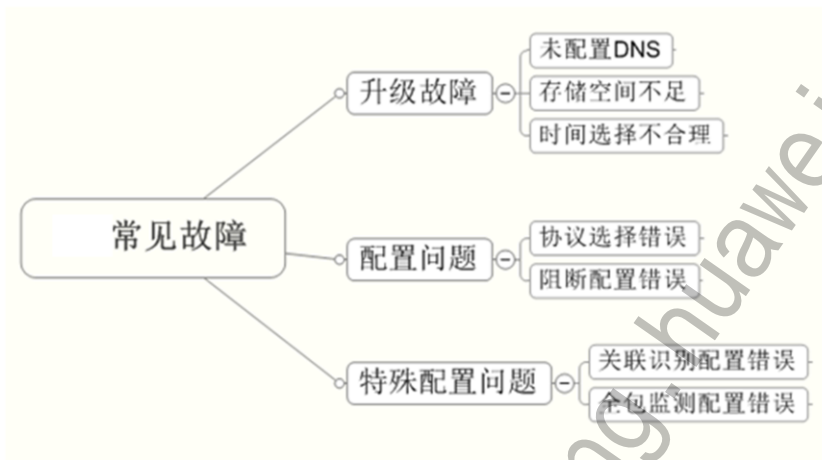 常见故障
升级故障
未配置DNS
存储空间不足
时间选择不合理
配置问题
协议选择错误
阻断配置错误
特殊配置问题
关联识别配置错误
全包监测配置错误
ng.huawei